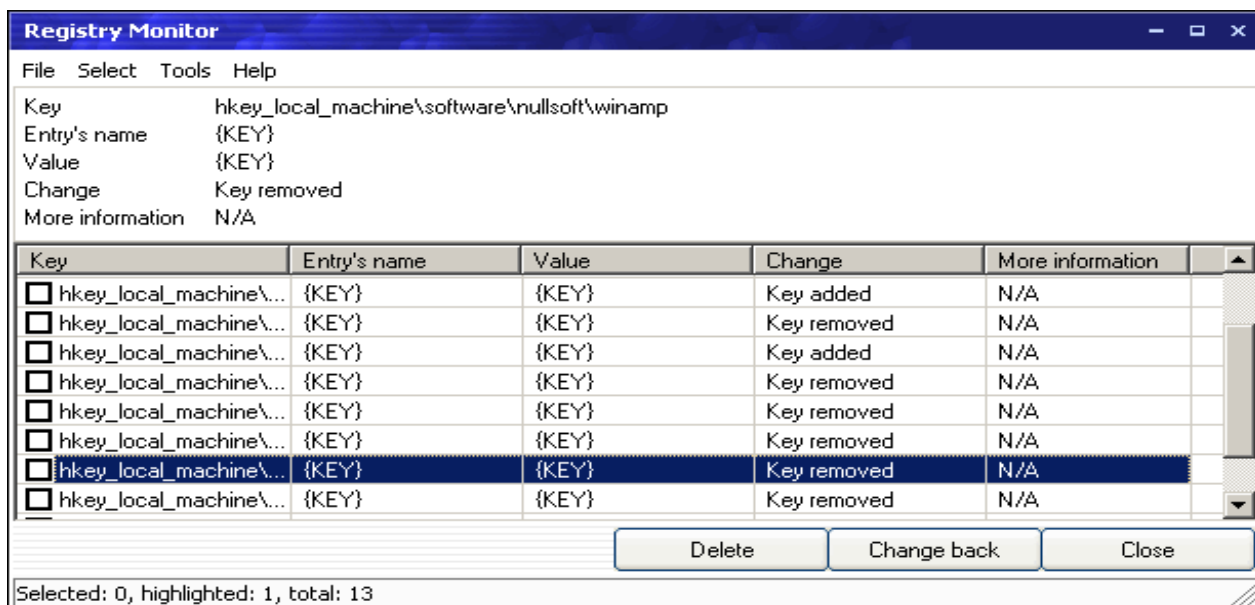 Registry Monitor
File Select Tools Help
Key hkey_local_machine\software\nullsoft\winamp
Entry's name {KEY}
Value {KEY}
Change Key removed
More information N/A
Key Entry's name Value Change More information
hkey_local_machine\... {KEY} {KEY} Key added N/A
hkey_local_machine\... {KEY} {KEY} Key removed N/A
hkey_local_machine\... {KEY} {KEY} Key added N/A
hkey_local_machine\... {KEY} {KEY} Key removed N/A
hkey_local_machine\... {KEY} {KEY} Key removed N/A
hkey_local_machine\... {KEY} {KEY} Key removed N/A
hkey_local_machine\... {KEY} {KEY} Key removed N/A
hkey_local_machine\... {KEY} {KEY} Key removed N/A
Delete Change back Close
Selected: 0, highlighted: 1, total: 13